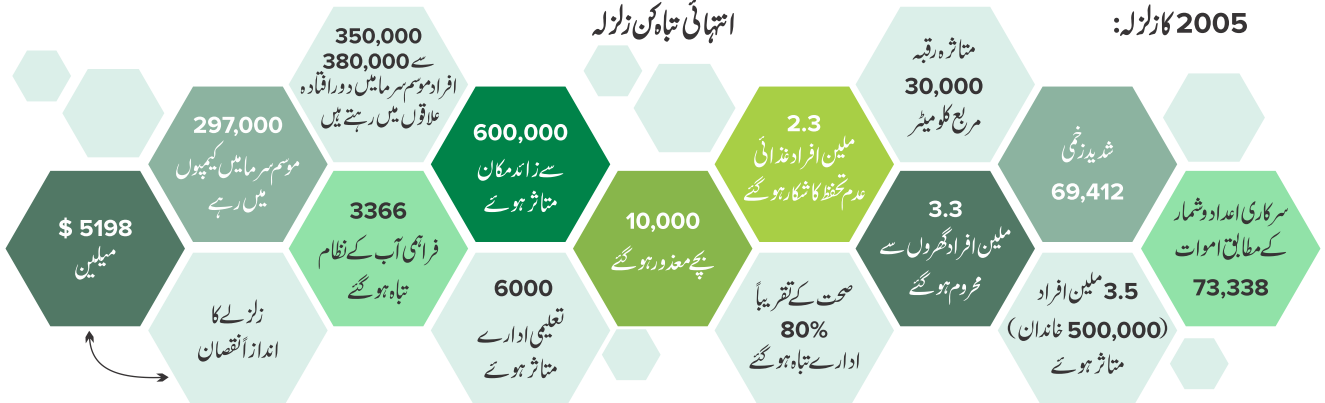 2005 کا زلزلہ:
انتہائی تباہ کن زلزلہ
سرکاری اعداد و شمار
کے مطابق اموات
73,338
شدید زخمی
69,412
3.5 ملین افراد
(500,000 خاندان)
متاثر ہوئے
متاثرہ رقبہ
30,000
مربع کلومیٹر
3.3
ملین افراد گھروں سے
محروم ہو گئے
2.3
ملین افراد غذائی
عدم تحفظ کا شکار ہو گئے
صحت کے تقریباً
80%
ادارے تباہ ہو گئے
10,000
بچے معذور ہو گئے
600,000
سے زائد مکان
متاثر ہوئے
6000
تعلیمی ادارے
متاثر ہوئے
350,000
سے 380,000
افراد موسم سرما میں دور افتادہ
علاقوں میں رہتے ہیں
3366
فراہمی آب کے نظام
تباہ ہو گئے
297,000
موسم سرما میں کیمپوں
میں رہے
زلزلے کا
اندازاً نقصان
$ 5198
میلین